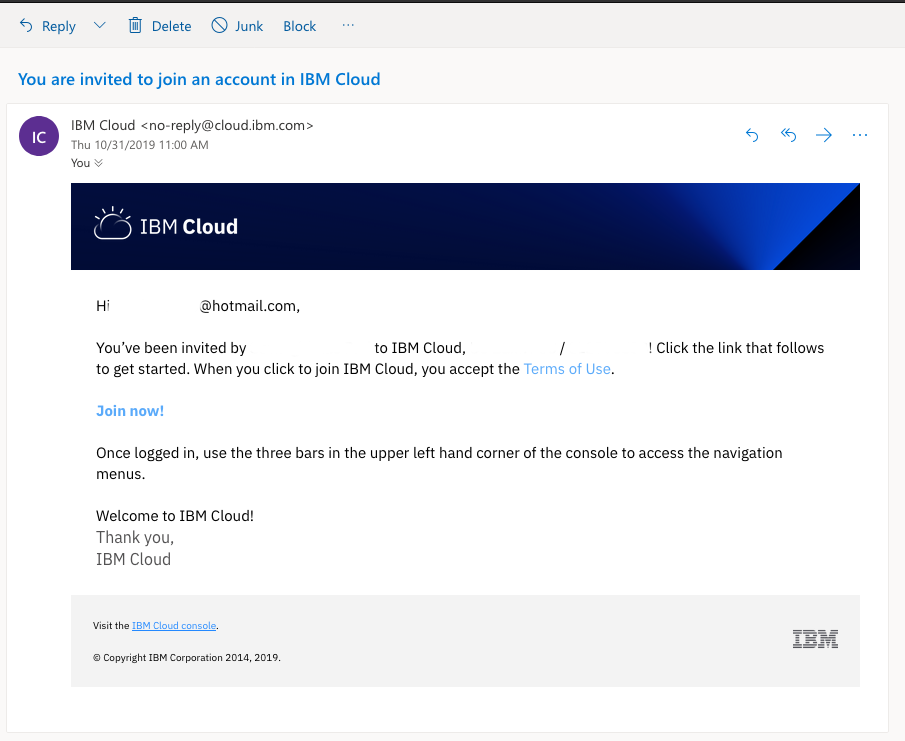 Reply Delete Junk Block ...
You are invited to join an account in IBM Cloud
IC
IBM Cloud <no-reply@cloud.ibm.com>
Thu 10/31/2019 11:00 AM
You
IBM Cloud
Hi @hotmail.com,
You've been invited by to IBM Cloud, / ! Click the link that follows
to get started. When you click to join IBM Cloud, you accept the Terms of Use.
Join now!
Once logged in, use the three bars in the upper left hand corner of the console to access the navigation
menus.
Welcome to IBM Cloud!
Thank you,
IBM Cloud
Visit the IBM Cloud console.
IBM
© Copyright IBM Corporation 2014, 2019.